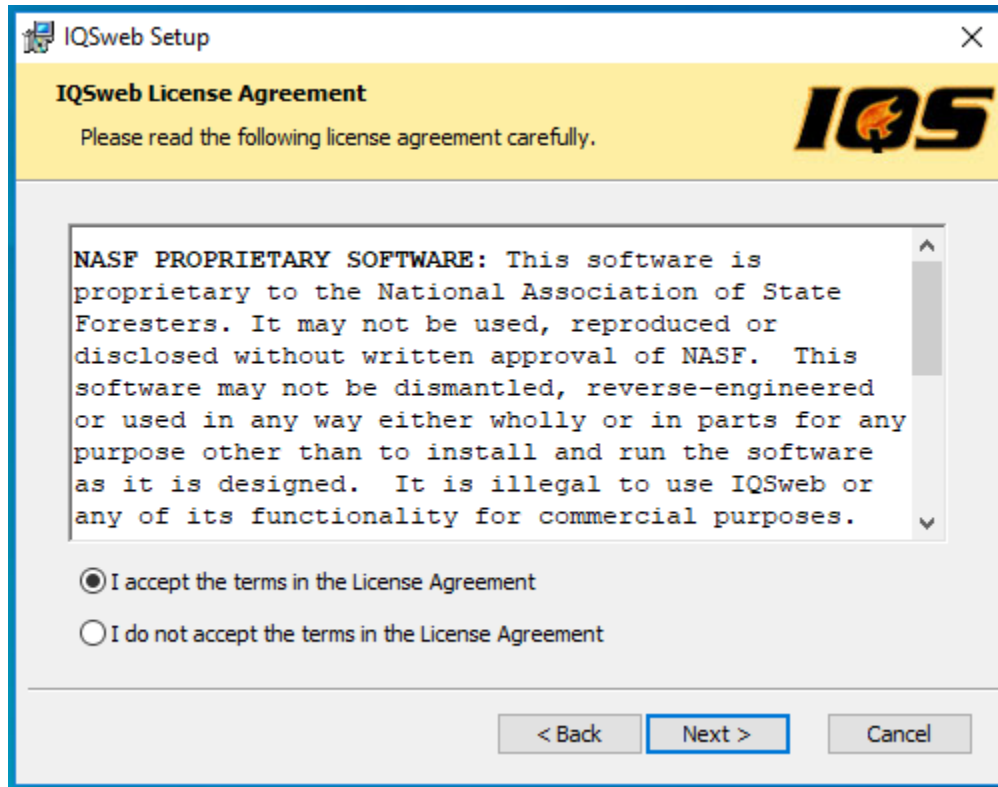 IQSweb Setup
IQSweb License Agreement
Please read the following license agreement carefully.
IQS
NASF PROPRIETARY SOFTWARE: This software is
proprietary to the National Association of State
Foresters. It may not be used, reproduced or
disclosed without written approval of NASF.  This
software may not be dismantled, reverse-engineered
or used in any way either wholly or in parts for any
purpose other than to install and run the software
as it is designed.  It is illegal to use IQSweb or
any of its functionality for commercial purposes.
I accept the terms in the License Agreement
I do not accept the terms in the License Agreement
< Back Next > Cancel